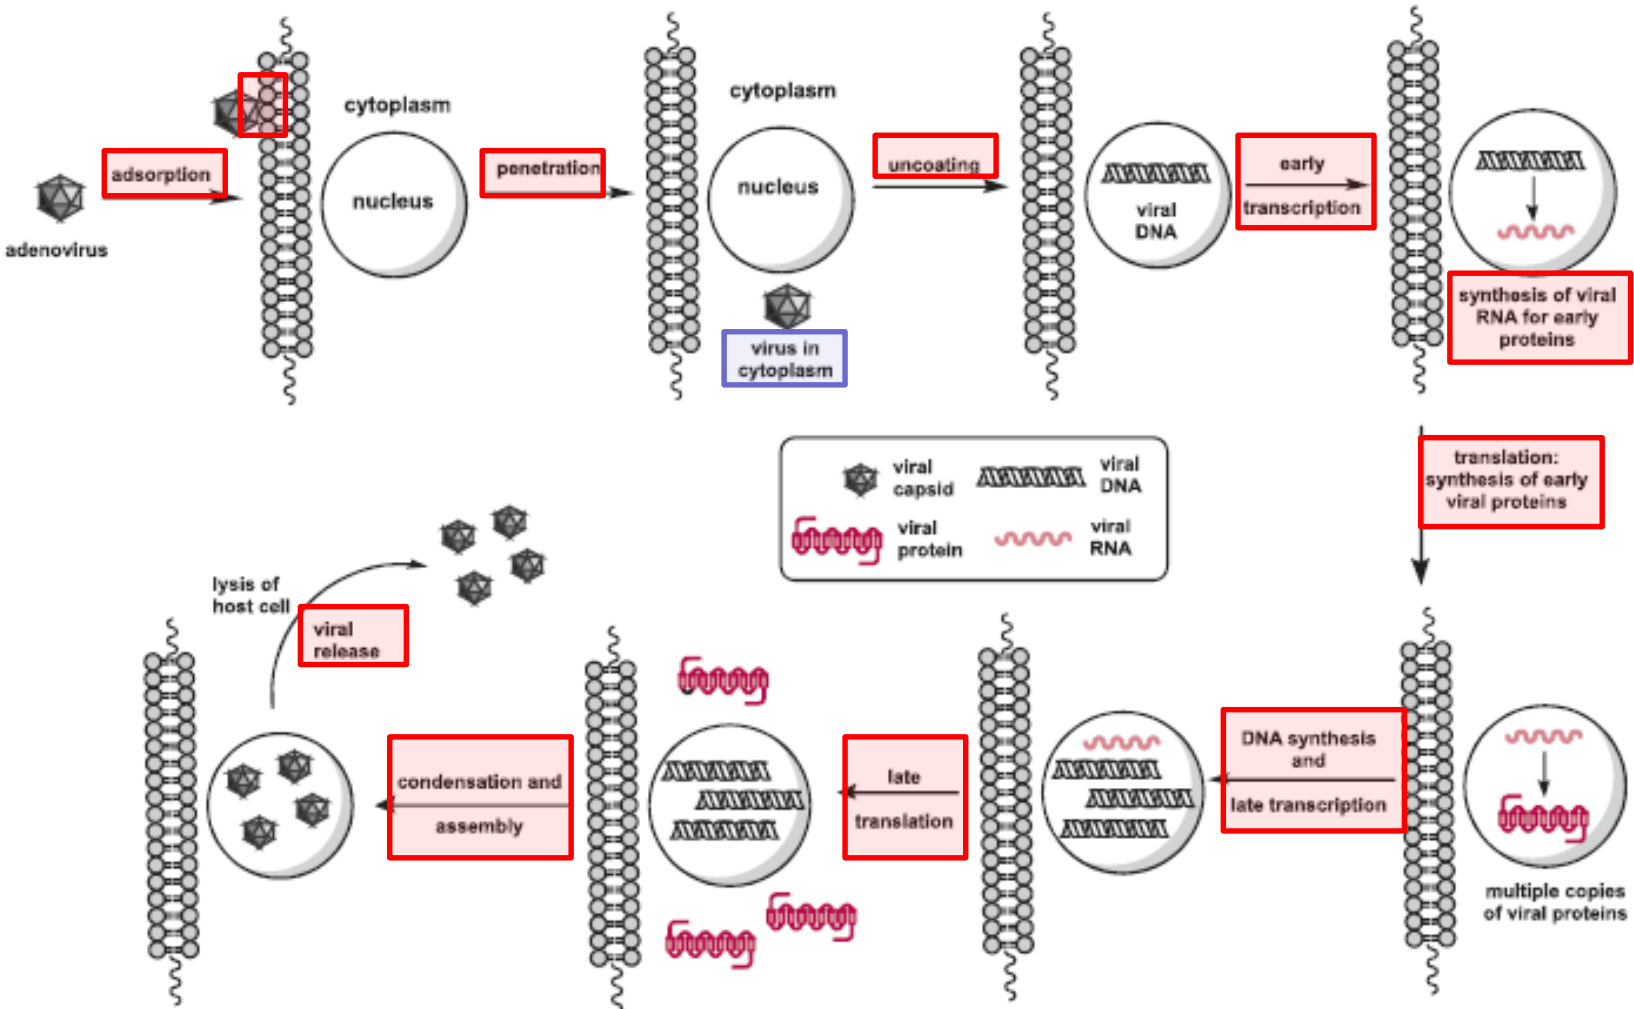 adenovirus
adsorption
cytoplasm
nucleus
penetration
cytoplasm
nucleus
virus in
cytoplasm
uncoating
viral
DNA
early
transcription
synthesis of viral
RNA for early
proteins
translation:
synthesis of early
viral proteins
viral
capsid
viral
DNA
viral
protein
viral
RNA
multiple copies
of viral proteins
DNA synthesis
and
late transcription
late
translation
condensation and
assembly
lysis of
host cell
viral
release